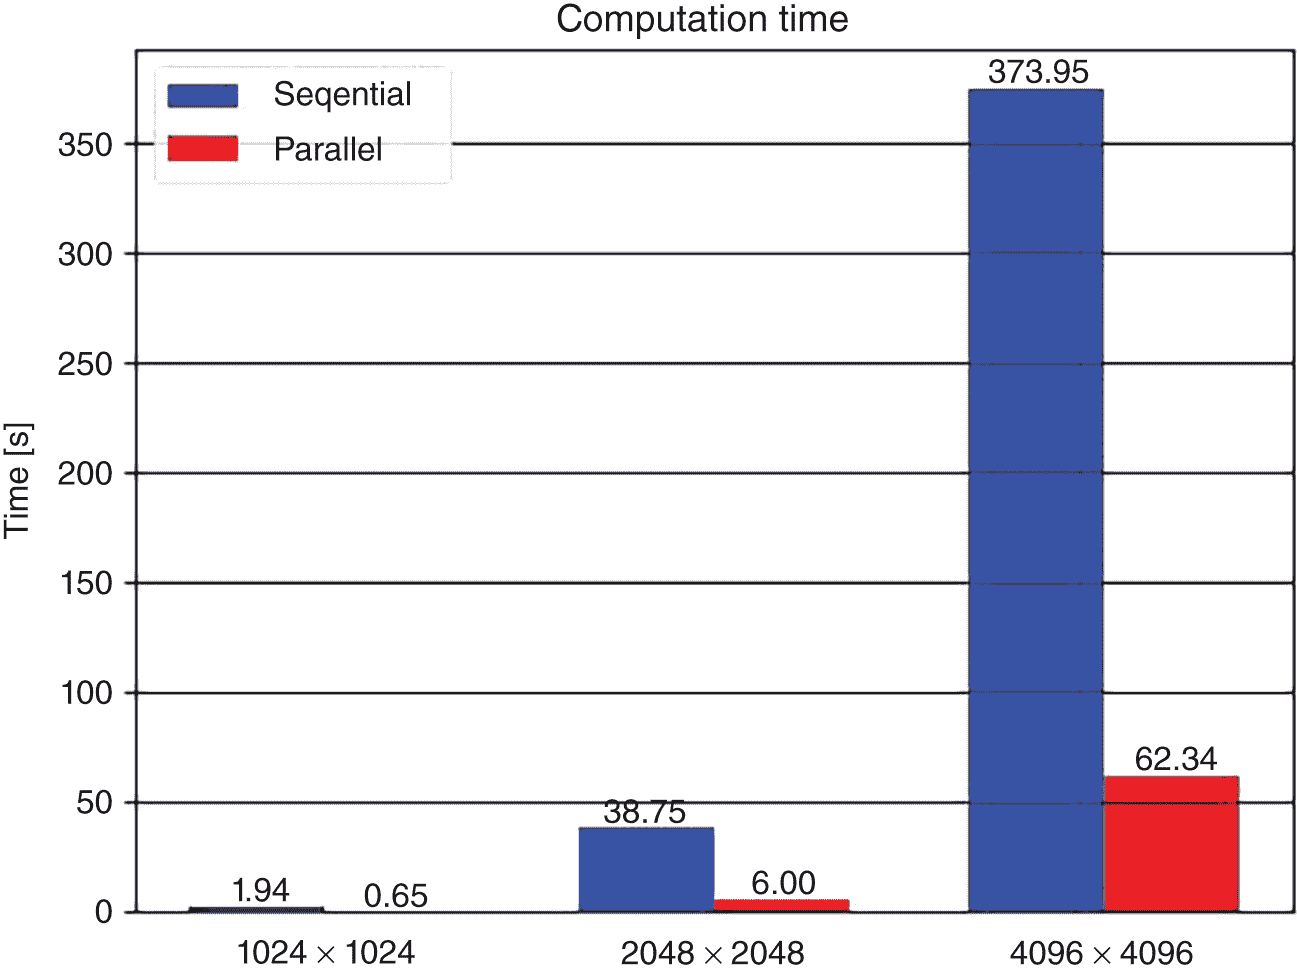 Computation time
Seqential
Parallel
373.95
350
300
250
200
150
100
50
0
Time [s]
62.34
38.75
6.00
1.94
0.65
1024 × 1024
2048 × 2048
4096 × 4096